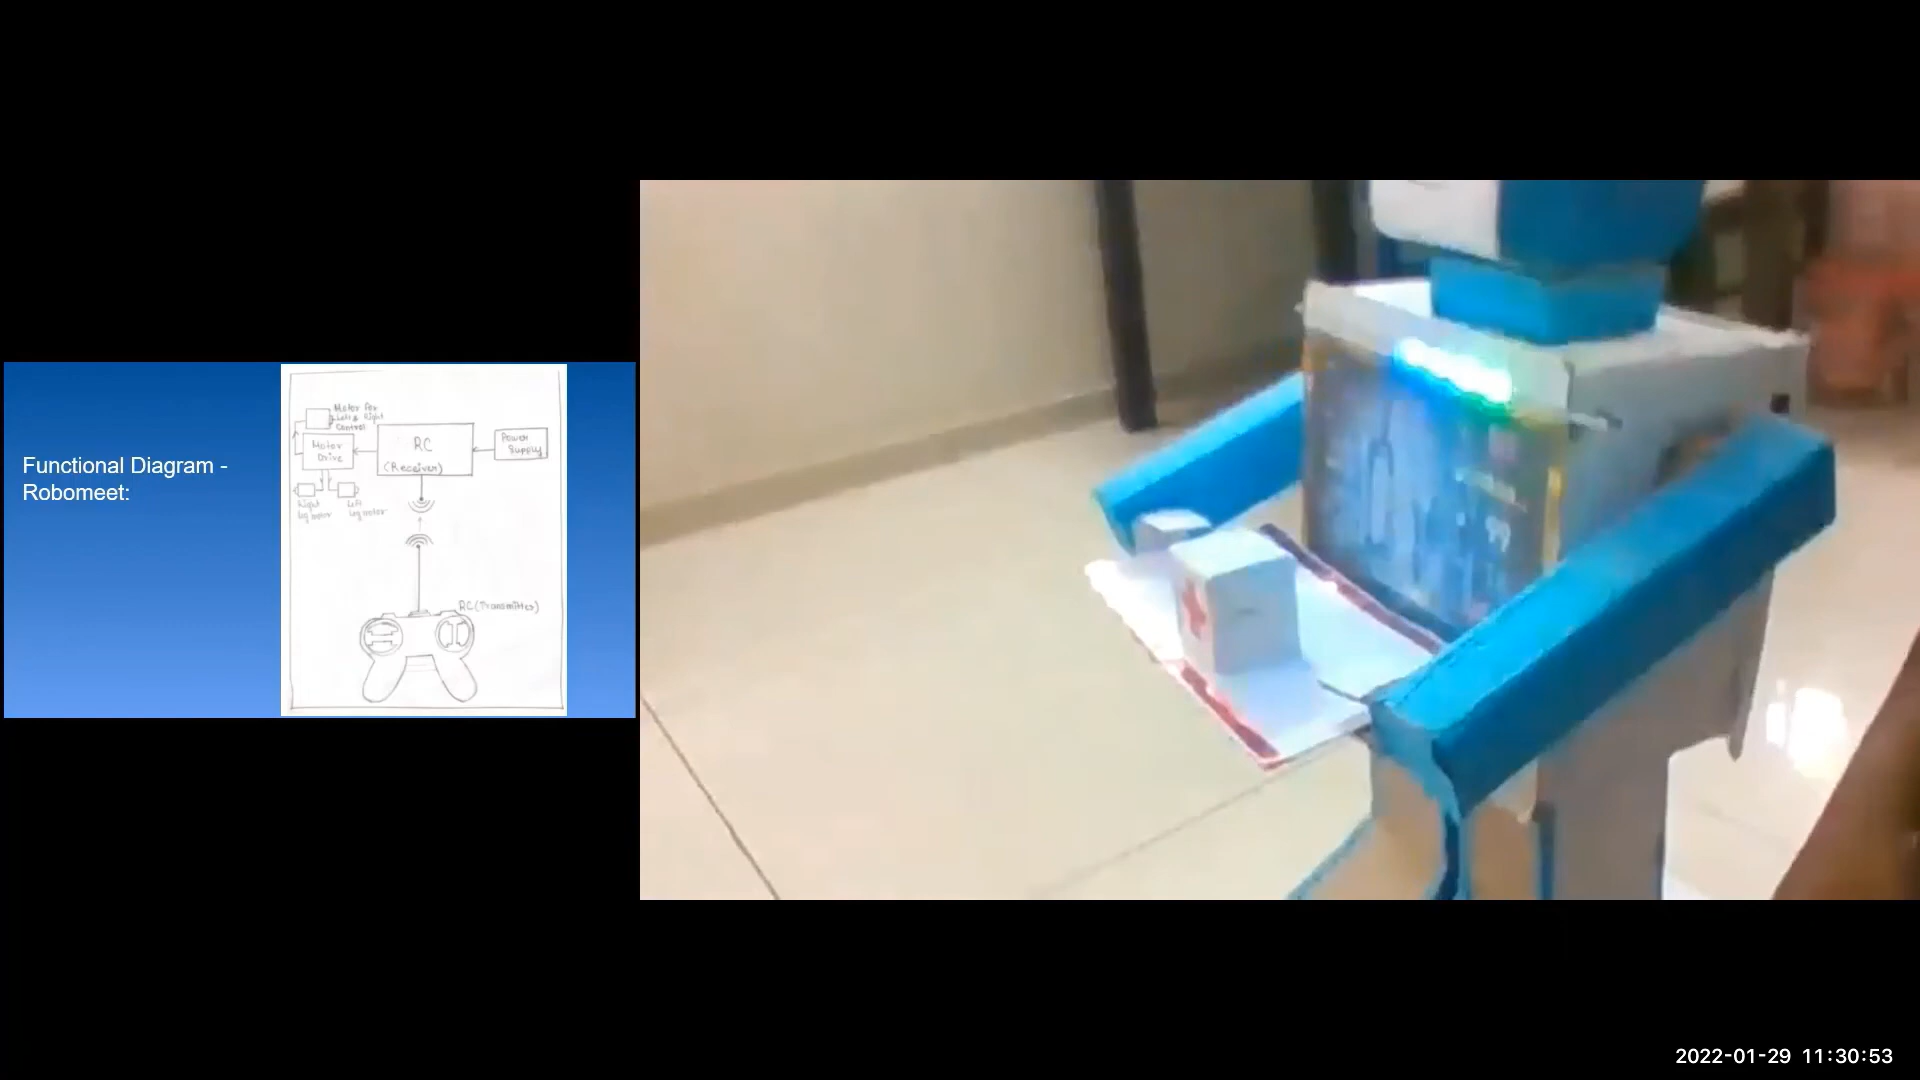 Functional Diagram -
Robomeet:
Motor for
Left & Right
Control
Motor
Drive
RC
(Receiver)
Power
Supply
Right
leg motor
Left
leg motor
RC (Transmitter)
2022-01-29 11:30:53